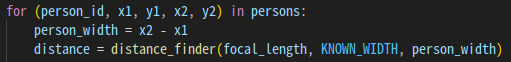 for (person_id, x1, y1, x2, y2) in persons:
    person_width = x2 - x1
    distance = distance_finder(focal_length, KNOWN_WIDTH, person_width)